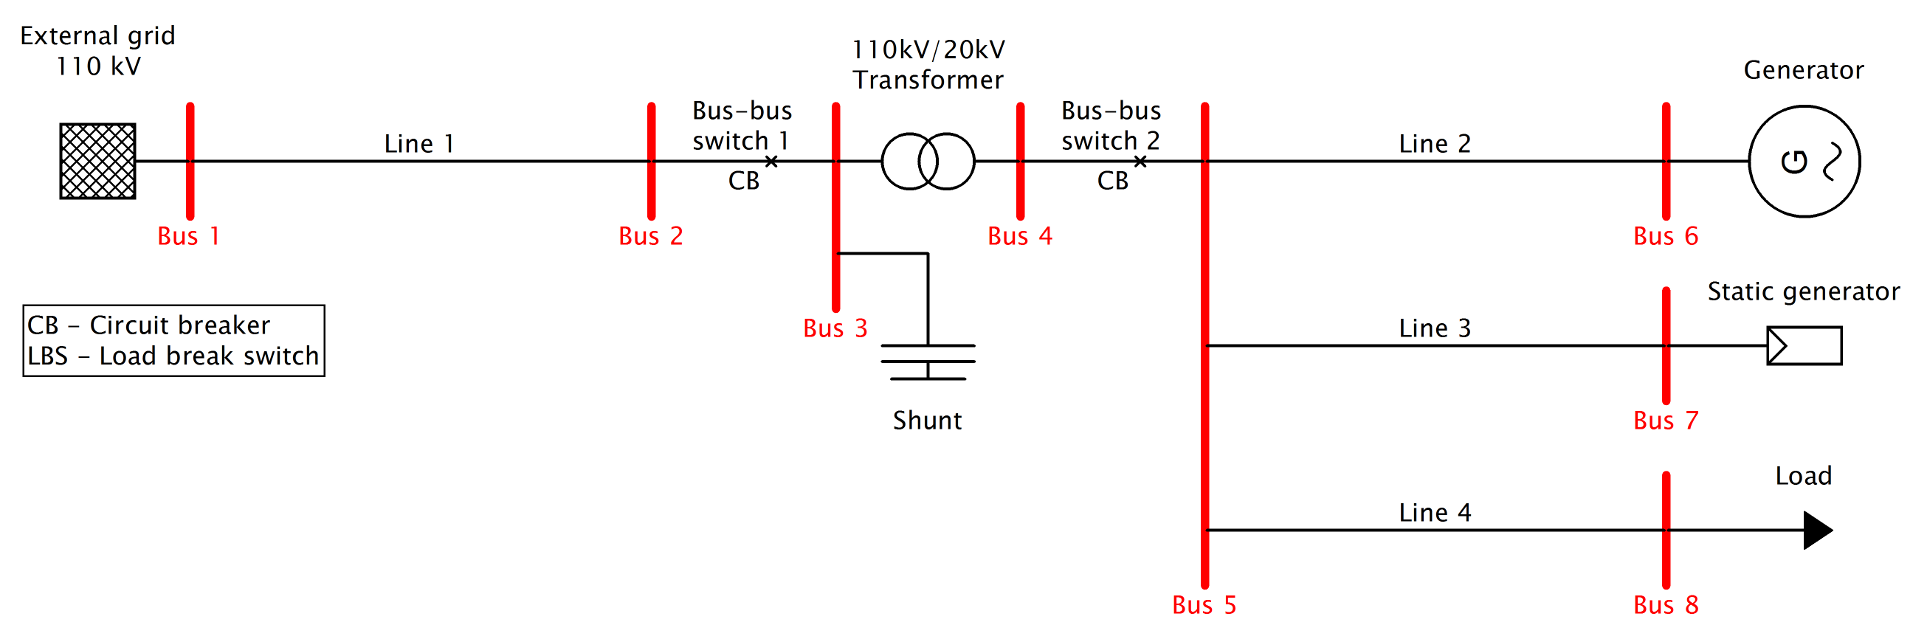 External grid
110 kV
Line 1
Bus-bus
switch 1
CB
110kV/20kV
Transformer
Bus-bus
switch 2
CB
Line 2
Generator
G
Bus 1
Bus 2
Bus 3
Bus 4
Bus 6
Shunt
Line 3
Static generator
Bus 7
Line 4
Load
Bus 5
Bus 8
CB - Circuit breaker
LBS - Load break switch